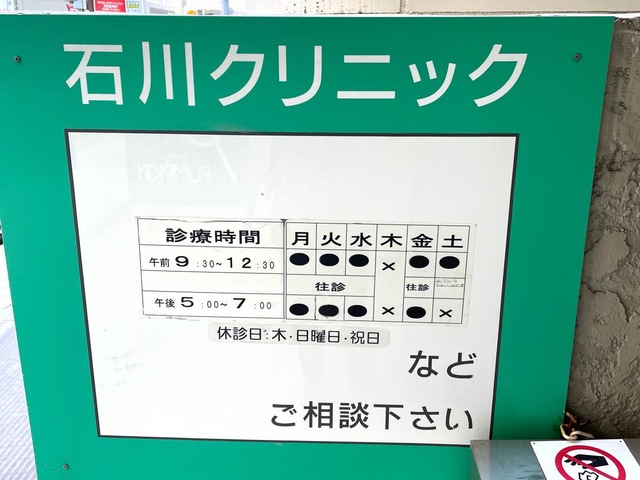 石川クリニック
診療時間 月 火 水 木 金 土
午前 9:30~12:30 ● ● ● × ● ●
往診 往診
午後 5:00~7:00 ● ● ● × ● ×
休診日:木・日曜日・祝日
など
ご相談下さい